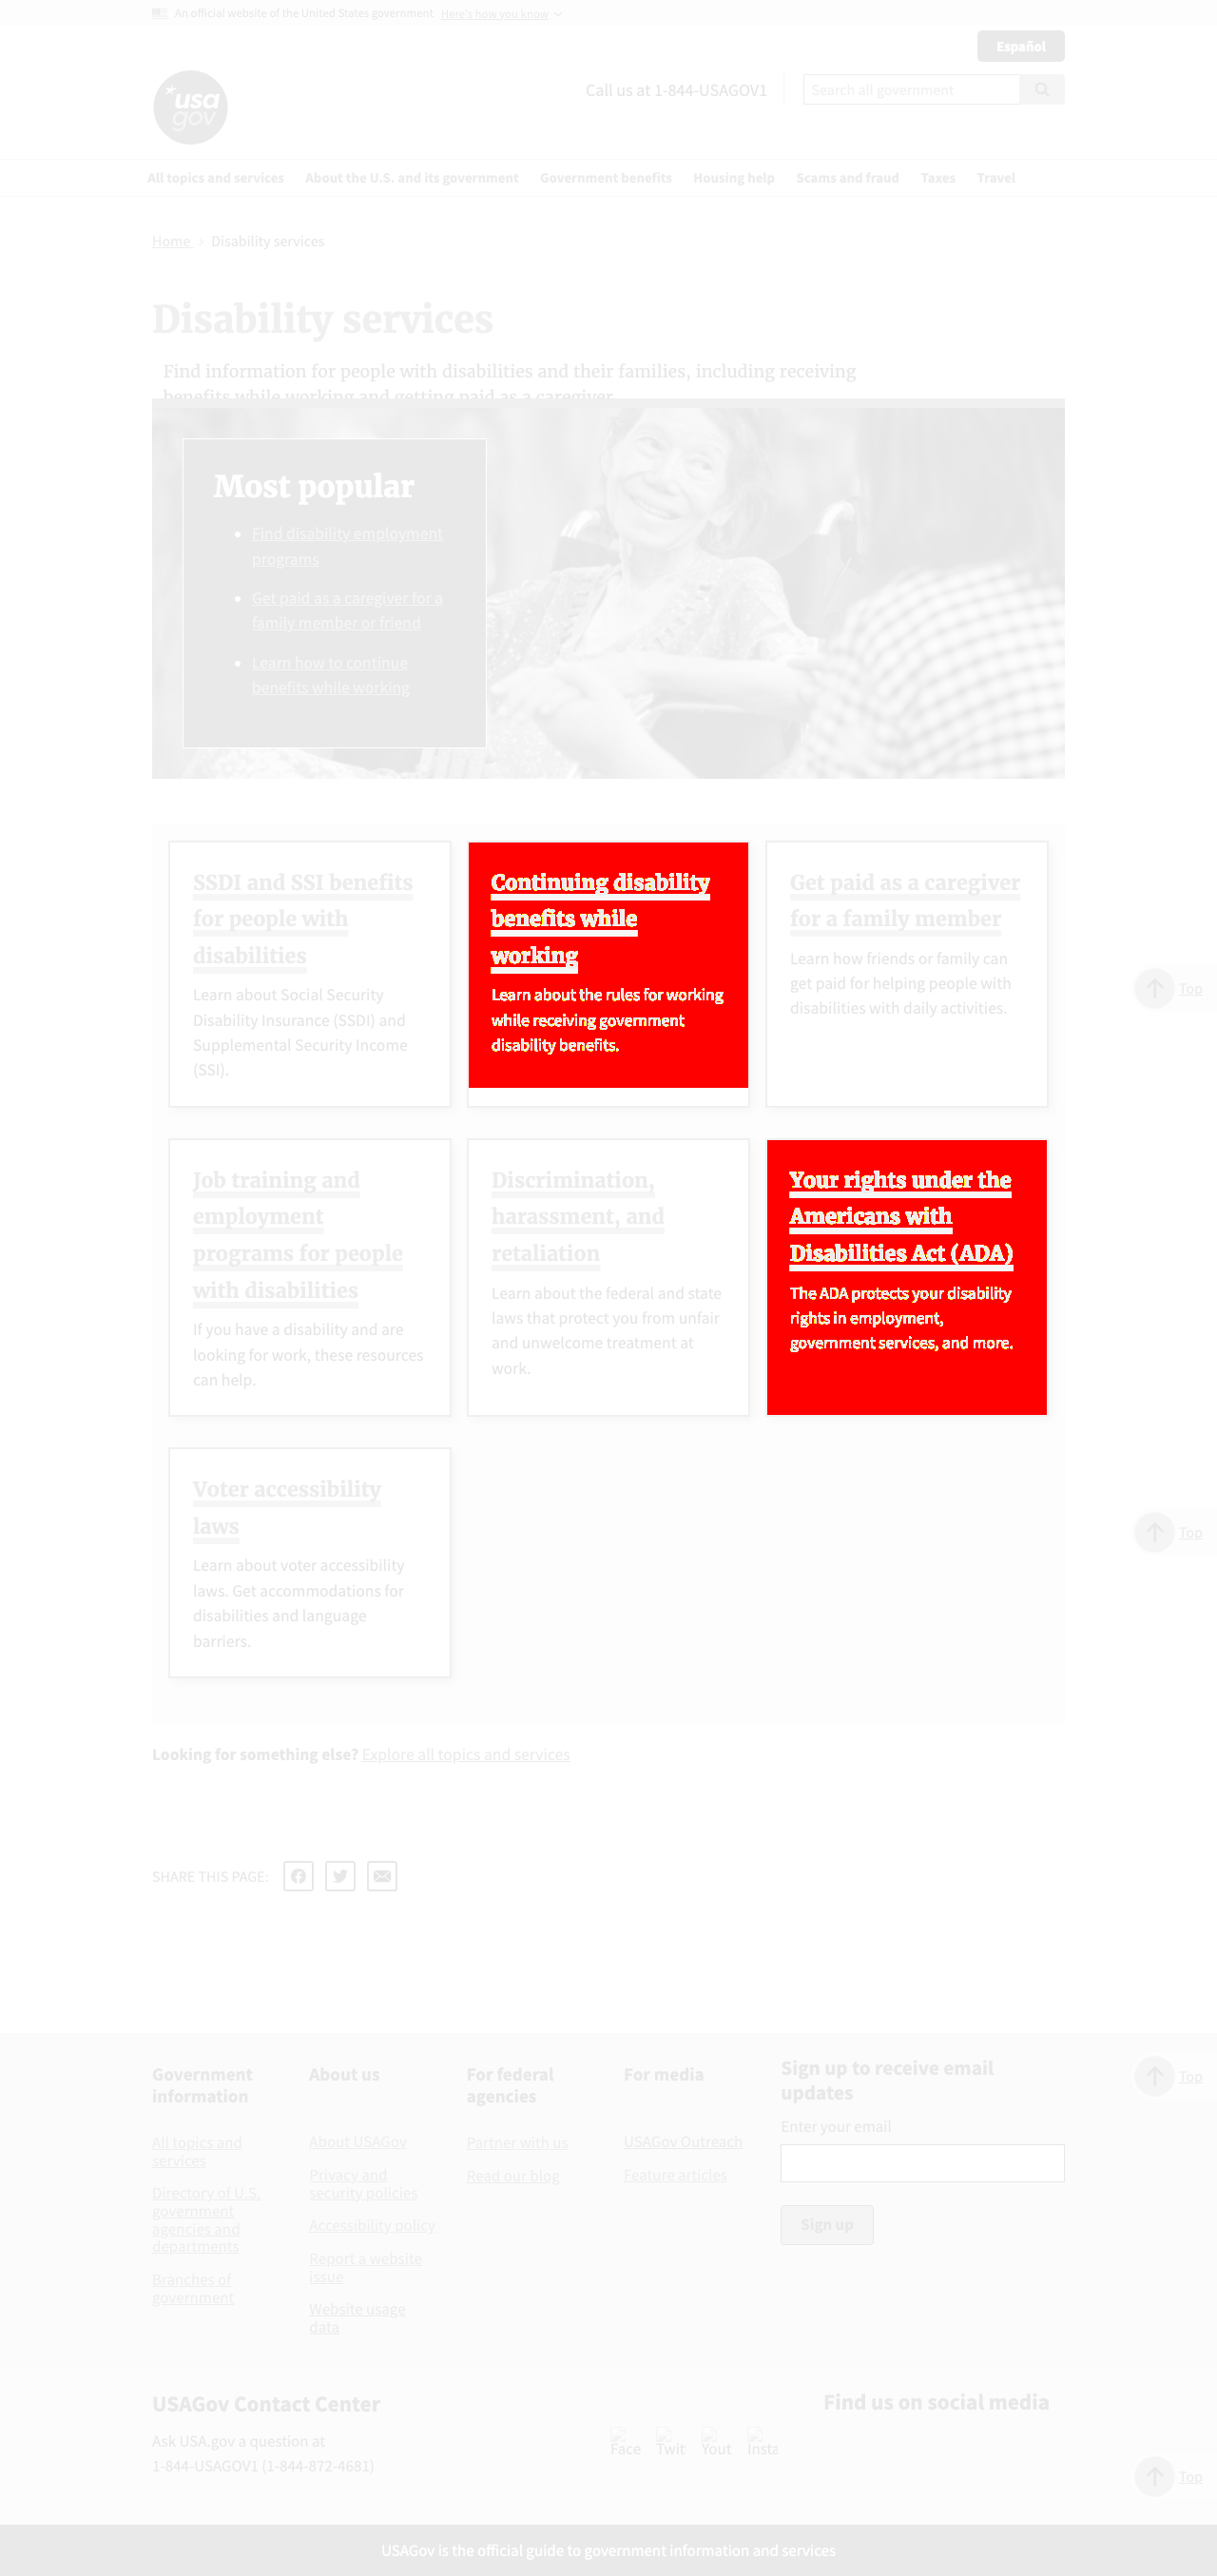 An official website of the United States government Here's how you know
Español
usa
gov
Call us at 1-844-USAGOV1
Search all government
All topics and services About the U.S. and its government Government benefits Housing help Scams and fraud Taxes Travel
Home Disability services
Disability services
Find information for people with disabilities and their families, including receiving
benefits while working and getting paid as a caregiver.
Most popular
Find disability employment
programs
Get paid as a caregiver for a
family member or friend
Learn how to continue
benefits while working
SSDI and SSI benefits
for people with
disabilities
Learn about Social Security
Disability Insurance (SSDI) and
Supplemental Security Income
(SSI).
Continuing disability
benefits while
working
Learn about the rules for working
while receiving government
disability benefits.
Get paid as a caregiver
for a family member
Learn how friends or family can
get paid for helping people with
disabilities with daily activities.
Top
Job training and
employment
programs for people
with disabilities
If you have a disability and are
looking for work, these resources
can help.
Discrimination,
harassment, and
retaliation
Learn about the federal and state
laws that protect you from unfair
and unwelcome treatment at
work.
Your rights under the
Americans with
Disabilities Act (ADA)
The ADA protects your disability
rights in employment,
government services, and more.
Voter accessibility
laws
Learn about voter accessibility
laws. Get accommodations for
disabilities and language
barriers.
Top
Looking for something else? Explore all topics and services
SHARE THIS PAGE:
Government
information
All topics and
services
Directory of U.S.
government
agencies and
departments
Branches of
government
About us
About USAGov
Privacy and
security policies
Accessibility policy
Report a website
issue
Website usage
data
For federal
agencies
Partner with us
Read our blog
For media
USAGov Outreach
Feature articles
Sign up to receive email
updates
Enter your email
Sign up
Top
USAGov Contact Center
Ask USA.gov a question at
1-844-USAGOV1 (1-844-872-4681)
Find us on social media
Face Twit Yout Insta
Top
USAGov is the official guide to government information and services